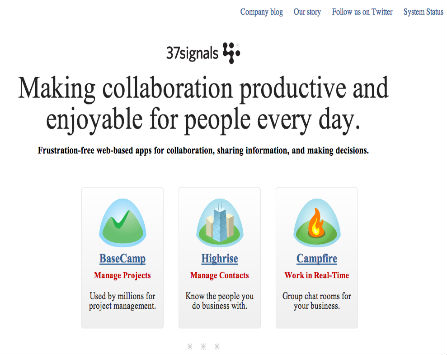 Company blog Our story Follow us on Twitter System Status
37signals
Making collaboration productive and
enjoyable for people every day.
Frustration-free web-based apps for collaboration, sharing information, and making decisions.
BaseCamp
Manage Projects
Used by millions for
project management.
Highrise
Manage Contacts
Know the people you
do business with.
Campfire
Work in Real-Time
Group chat rooms for
your business.
* * *